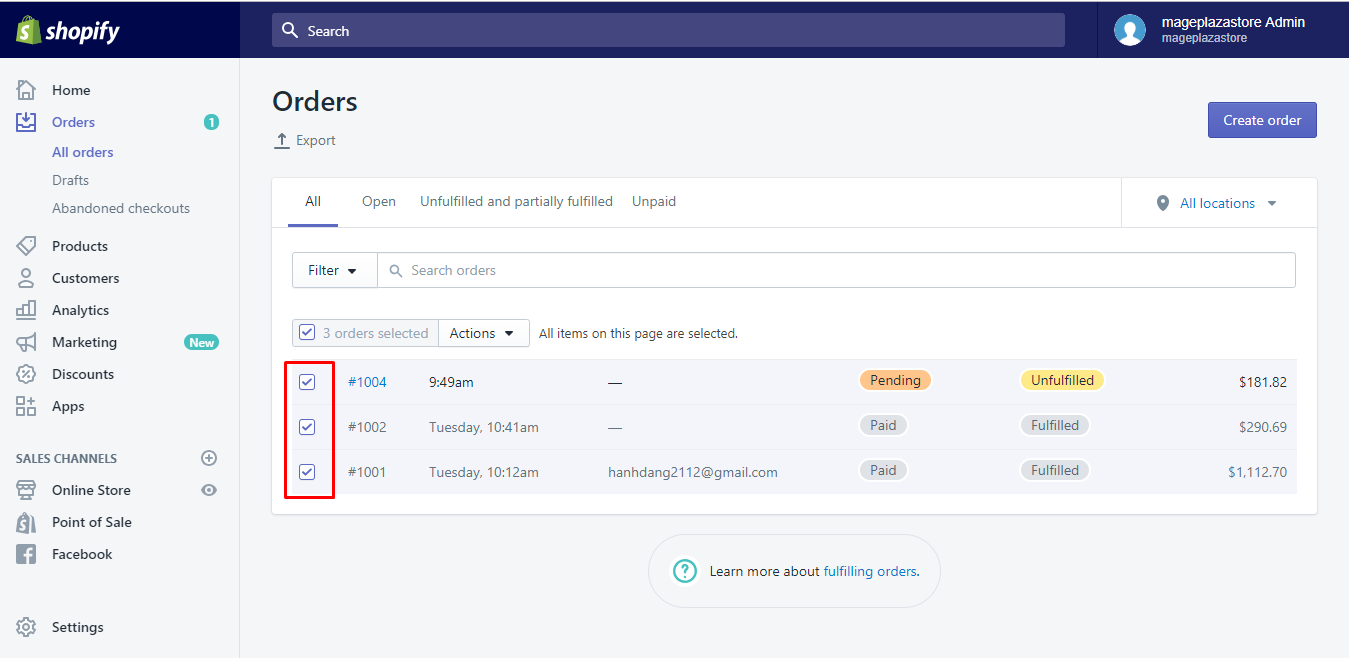 shopify
Search
mageplazastore Admin
mageplazastore
Home
Orders 1
All orders
Drafts
Abandoned checkouts
Products
Customers
Analytics
Marketing New
Discounts
Apps
SALES CHANNELS
Online Store
Point of Sale
Facebook
Settings
Orders
Export
Create order
All Open Unfulfilled and partially fulfilled Unpaid All locations
Filter Search orders
3 orders selected Actions All items on this page are selected.
#1004 9:49am — Pending Unfulfilled $181.82
#1002 Tuesday, 10:41am — Paid Fulfilled $290.69
#1001 Tuesday, 10:12am hanhdang2112@gmail.com Paid Fulfilled $1,112.70
? Learn more about fulfilling orders.